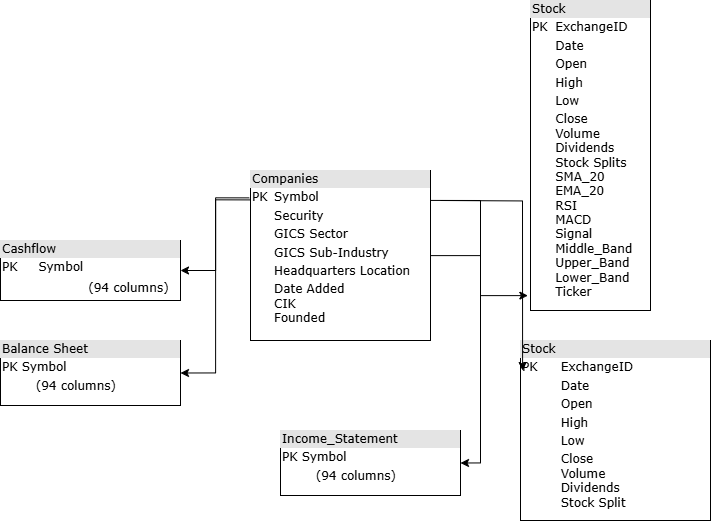 Stock
PK ExchangeID
Date
Open
High
Low
Close
Volume
Dividends
Stock Splits
SMA_20
EMA_20
RSI
MACD
Signal
Middle_Band
Upper_Band
Lower_Band
Ticker
Companies
PK Symbol
Security
GICS Sector
GICS Sub-Industry
Headquarters Location
Date Added
CIK
Founded
Cashflow
PK Symbol
(94 columns)
Balance Sheet
PK Symbol
(94 columns)
Income_Statement
PK Symbol
(94 columns)
Stock
PK ExchangeID
Date
Open
High
Low
Close
Volume
Dividends
Stock Split